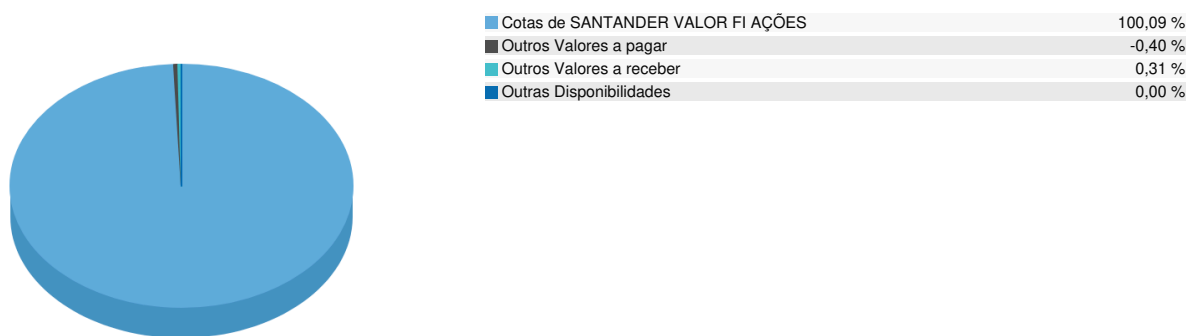 Cotas de SANTANDER VALOR FI AÇÕES 100,09 %
Outros Valores a pagar -0,40 %
Outros Valores a receber 0,31 %
Outras Disponibilidades 0,00 %